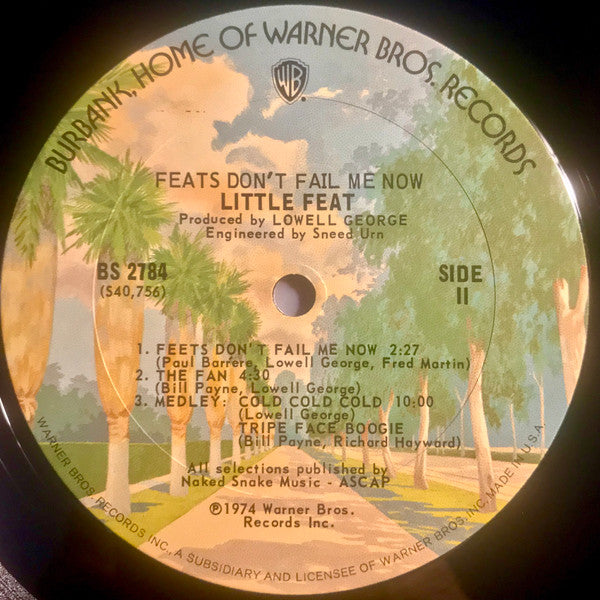 BURBANK, HOME OF WARNER BROS. RECORDS
WB
FEATS DON'T FAIL ME NOW
LITTLE FEAT
Produced by LOWELL GEORGE
Engineered by Sneed Urn
BS 2784
(S40,756)
SIDE
II
1. FEETS DON'T FAIL ME NOW 2:27
(Paul Barrére, Lowell George, Fred Martin)
2. THE FAN 4:30
(Bill Payne, Lowell George)
3. MEDLEY: COLD COLD COLD 10:00
(Lowell George)
TRIPE FACE BOOGIE
(Bill Payne, Richard Hayward)
All selections published by
Naked Snake Music - ASCAP
℗1974 Warner Bros.
Records Inc.
WARNER BROS. RECORDS INC., A SUBSIDIARY AND LICENSEE OF WARNER BROS. INC. MADE IN U.S.A.